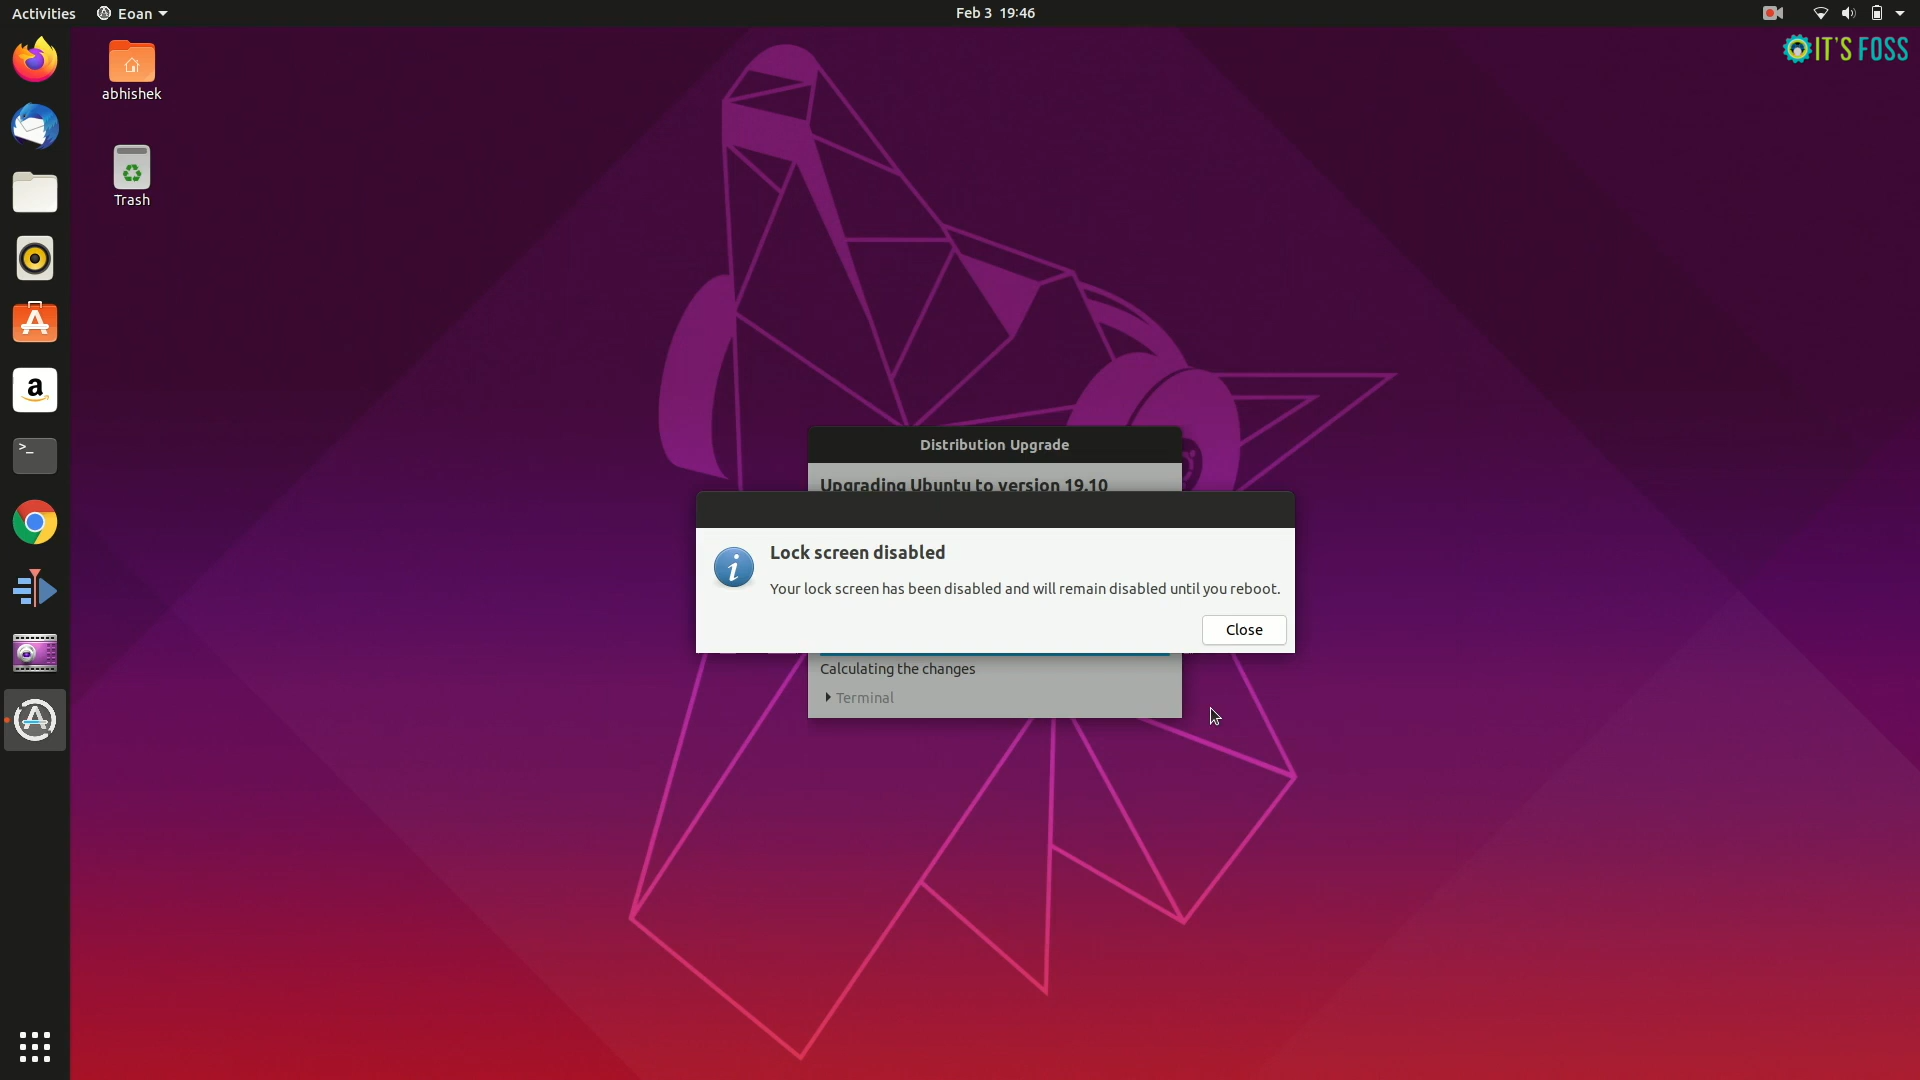 Activities
Eoan
Feb 3 19:46
IT'S FOSS
abhishek
Trash
Distribution Upgrade
Upgrading Ubuntu to version 19.10
Lock screen disabled
Your lock screen has been disabled and will remain disabled until you reboot.
Close
Calculating the changes
Terminal